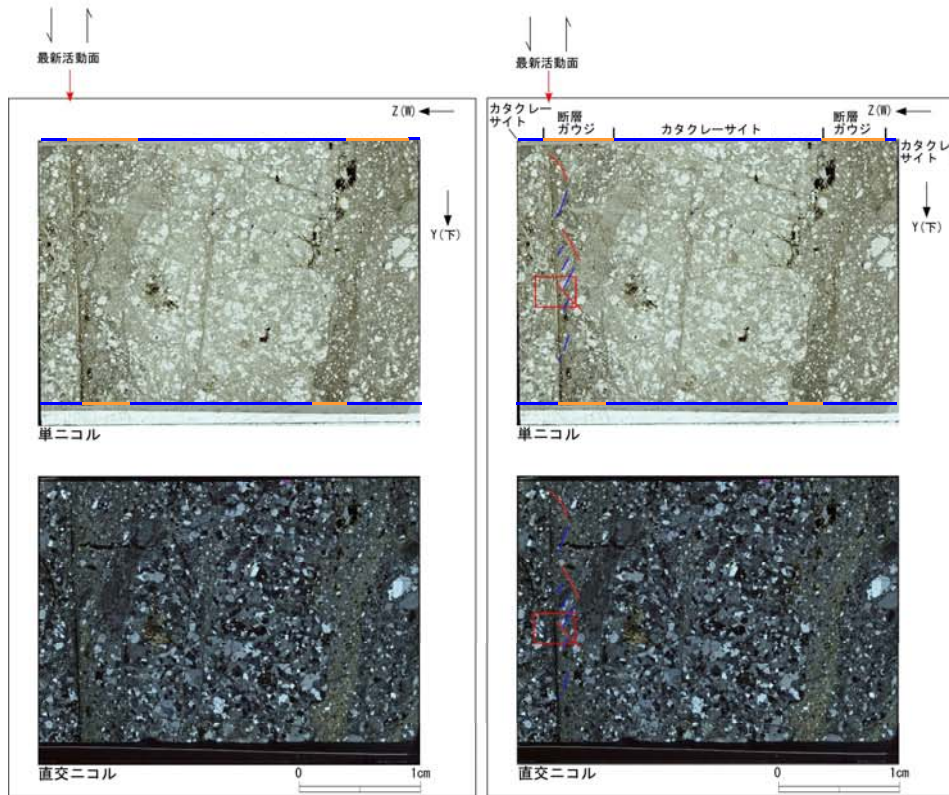 最新活動面
Z(W)
Y(下)
単ニコル
直交ニコル
0 1cm
最新活動面
Z(W)
カタクレー
サイト
断層
ガウジ
カタクレーサイト
断層
ガウジ
カタクレー
サイト
Y(下)
単ニコル
直交ニコル
0 1cm